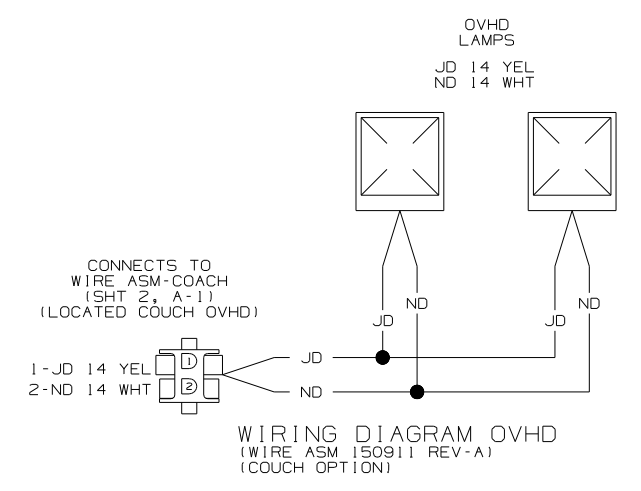 OVHD
LAMPS
JD 14 YEL
ND 14 WHT
CONNECTS TO
WIRE ASM-COACH
(SHT 2, A-1)
(LOCATED COUCH OVHD)
ND
ND
JD
JD
1-JD 14 YEL
1
JD
2-ND 14 WHT
2
ND
WIRING DIAGRAM OVHD
(WIRE ASM 150911 REV-A)
(COUCH OPTION)